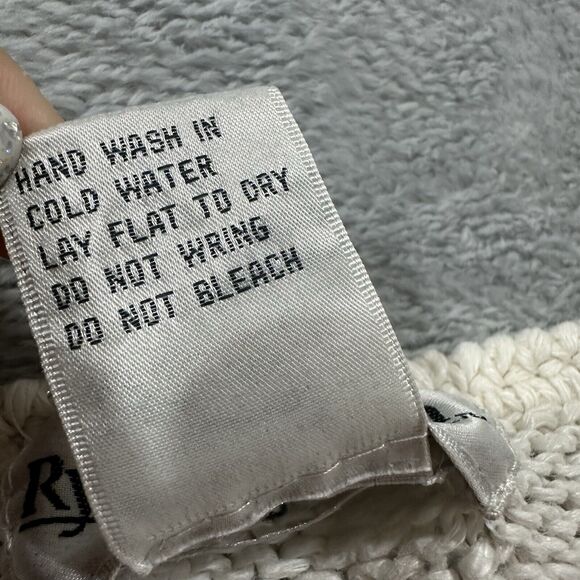 HAND WASH IN
COLD WATER
LAY FLAT TO DRY
DO NOT WRING
DO NOT BLEACH